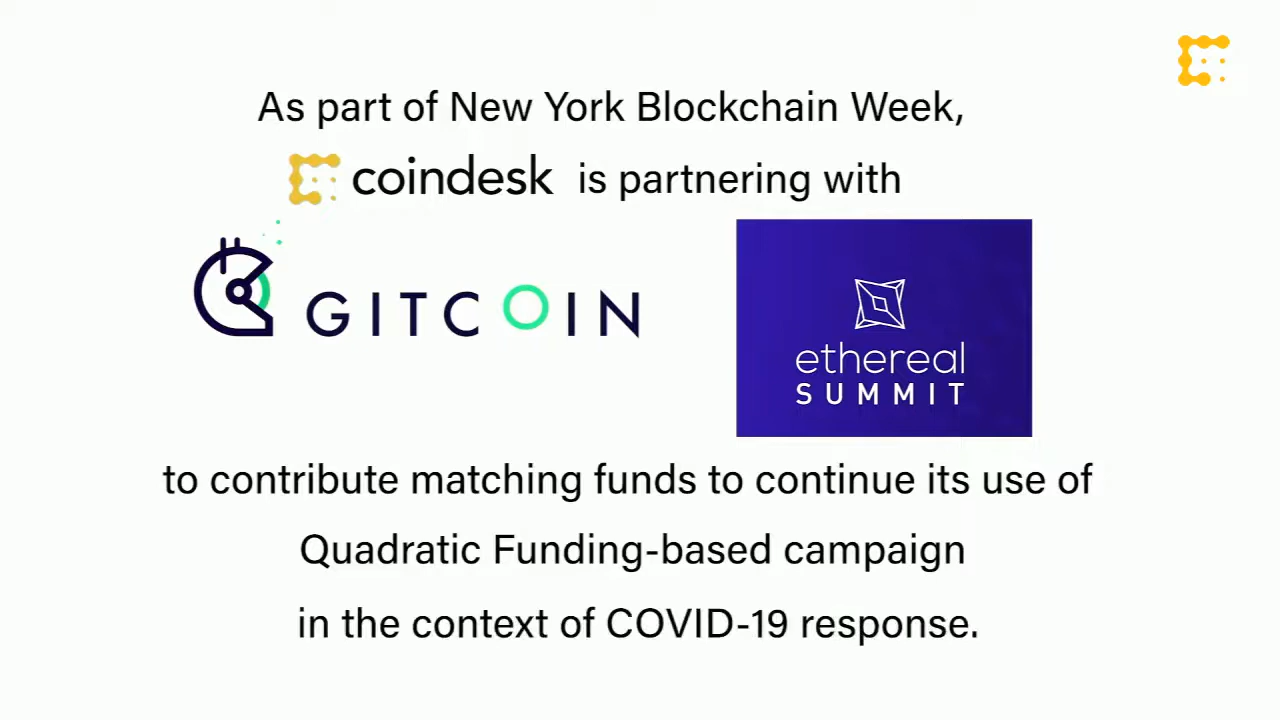 As part of New York Blockchain Week,
coindesk is partnering with
GITCOIN
ethereal
SUMMIT
to contribute matching funds to continue its use of
Quadratic Funding-based campaign
in the context of COVID-19 response.